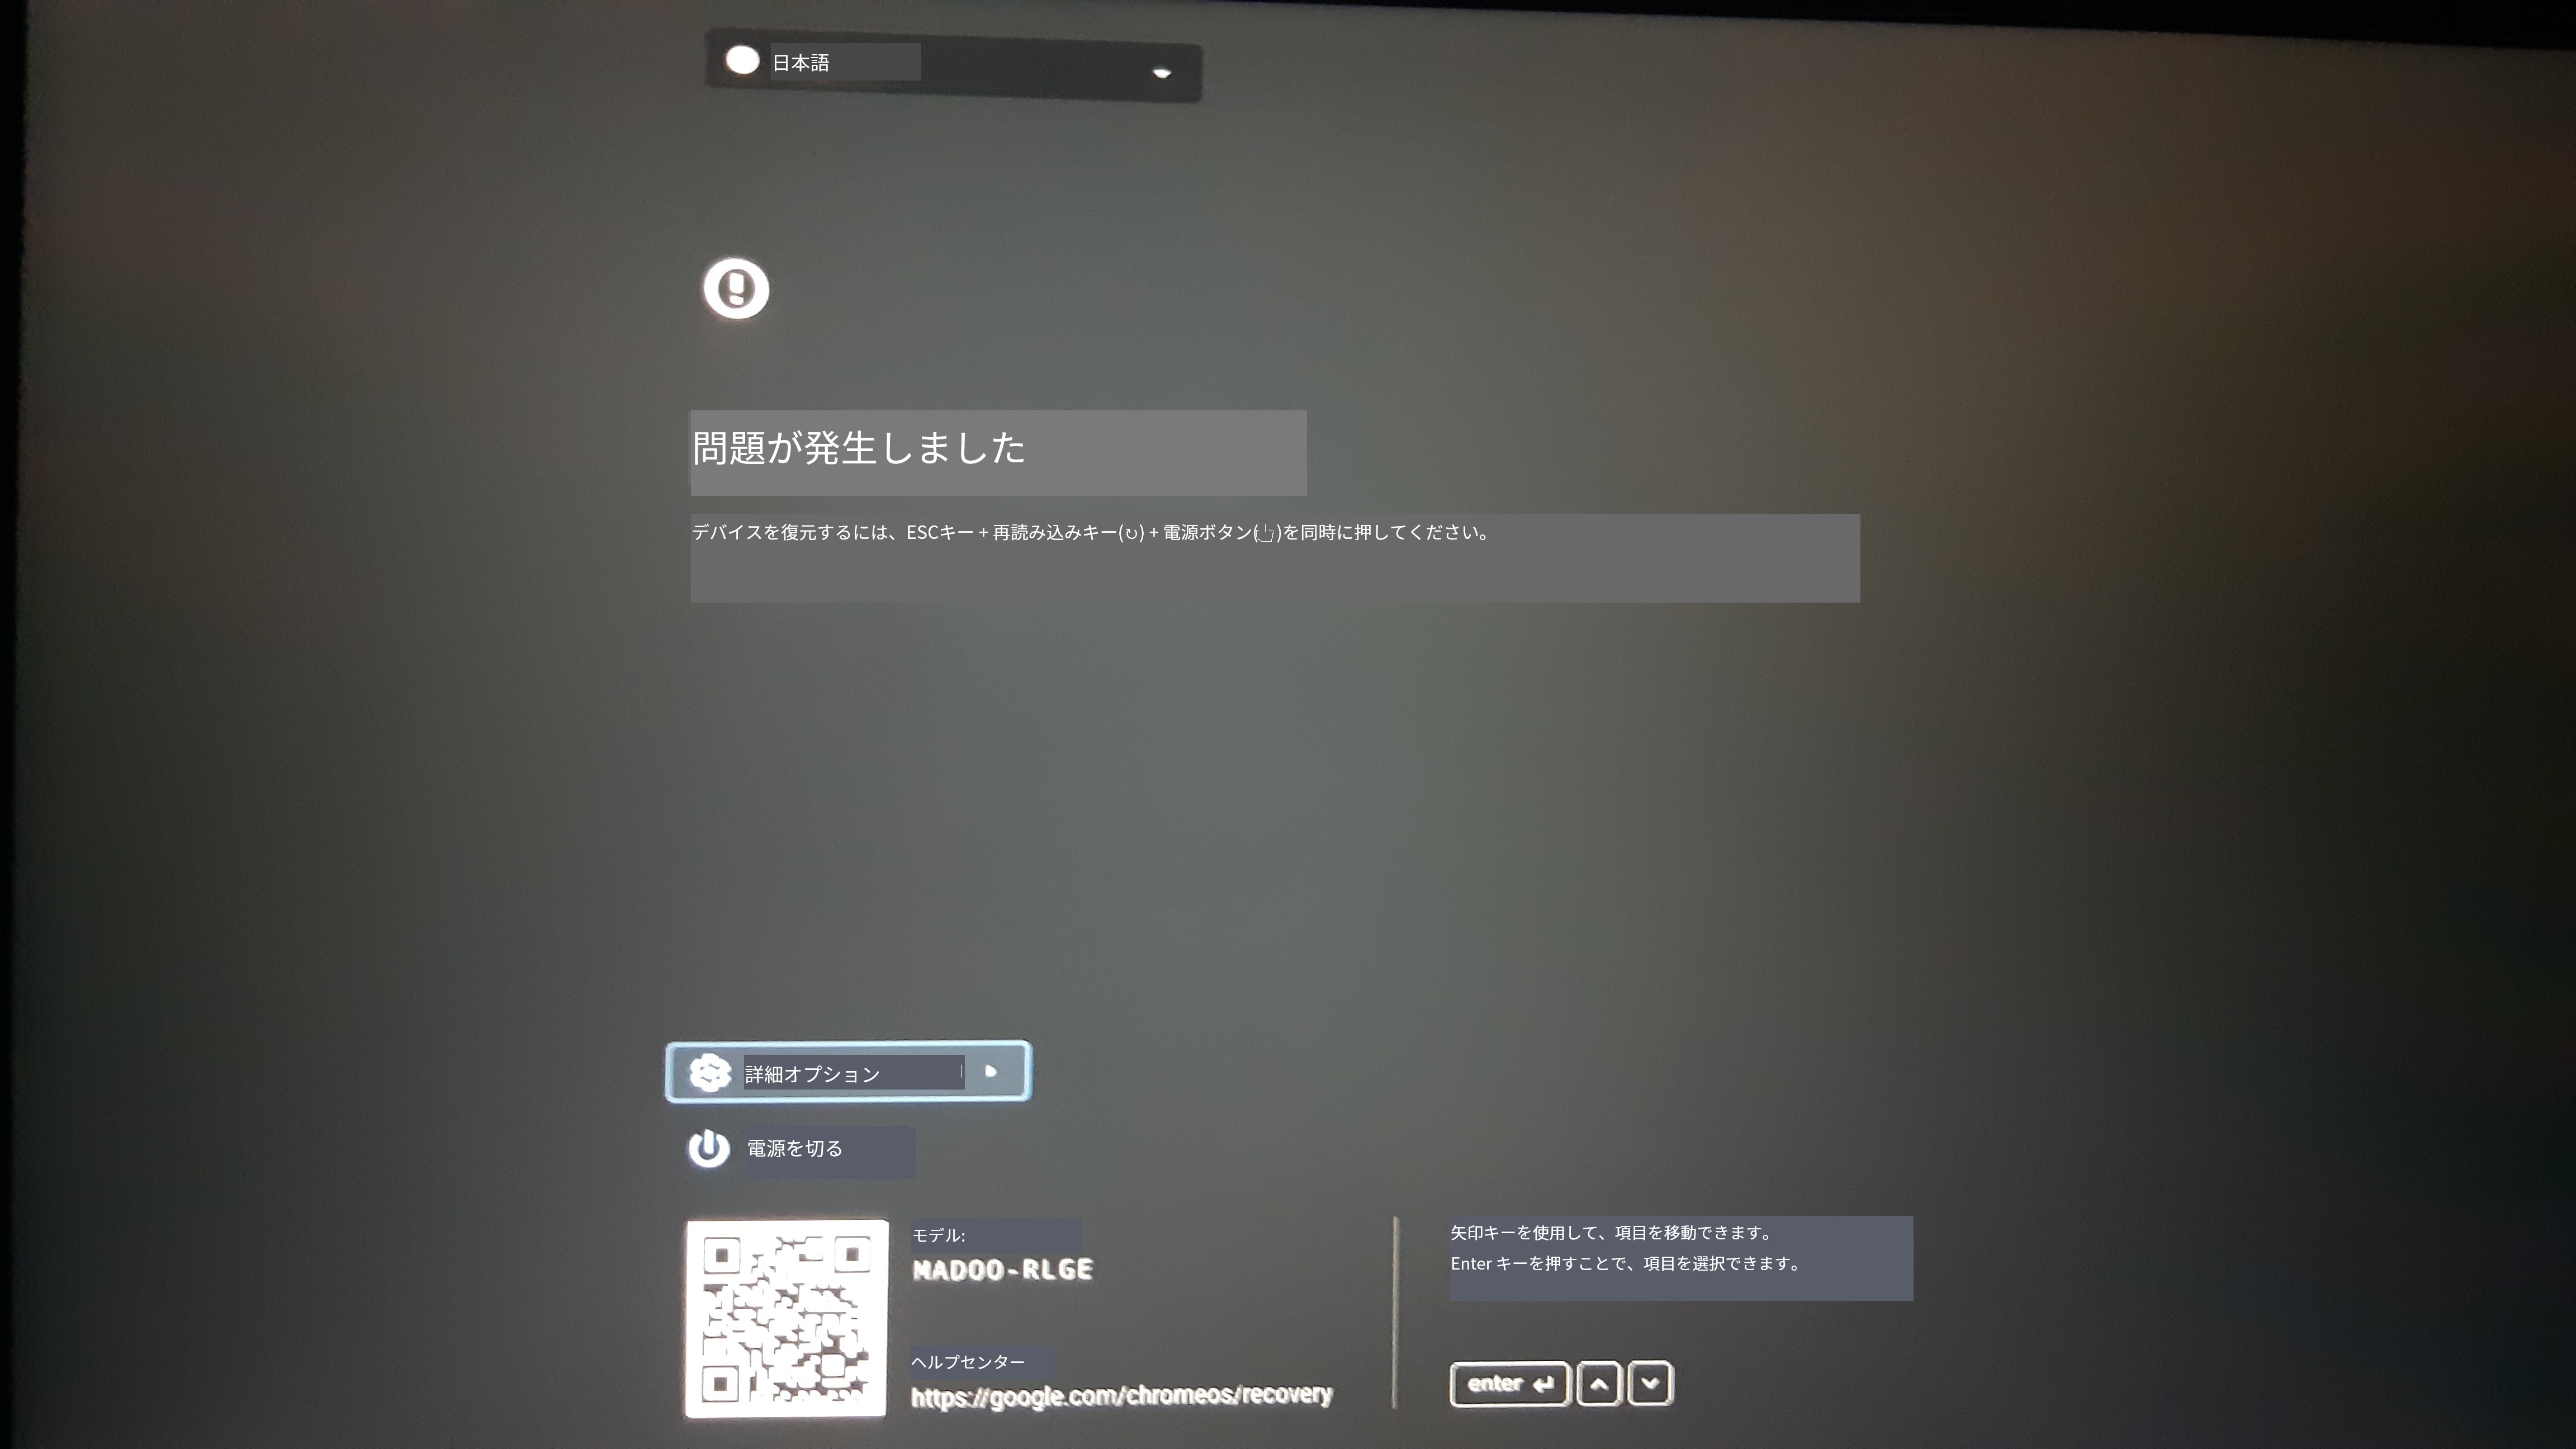 日本語
問題が発生しました
デバイスを復元するには、ESCキー + 再読み込みキー(↻) + 電源ボタン(👆)を同時に押してください。
詳細オプション
電源を切る
モデル:
MADOO-RLGE
ヘルプセンター
https://google.com/chromeos/recovery
矢印キーを使用して、項目を移動できます。
Enter キーを押すことで、項目を選択できます。
enter ↵